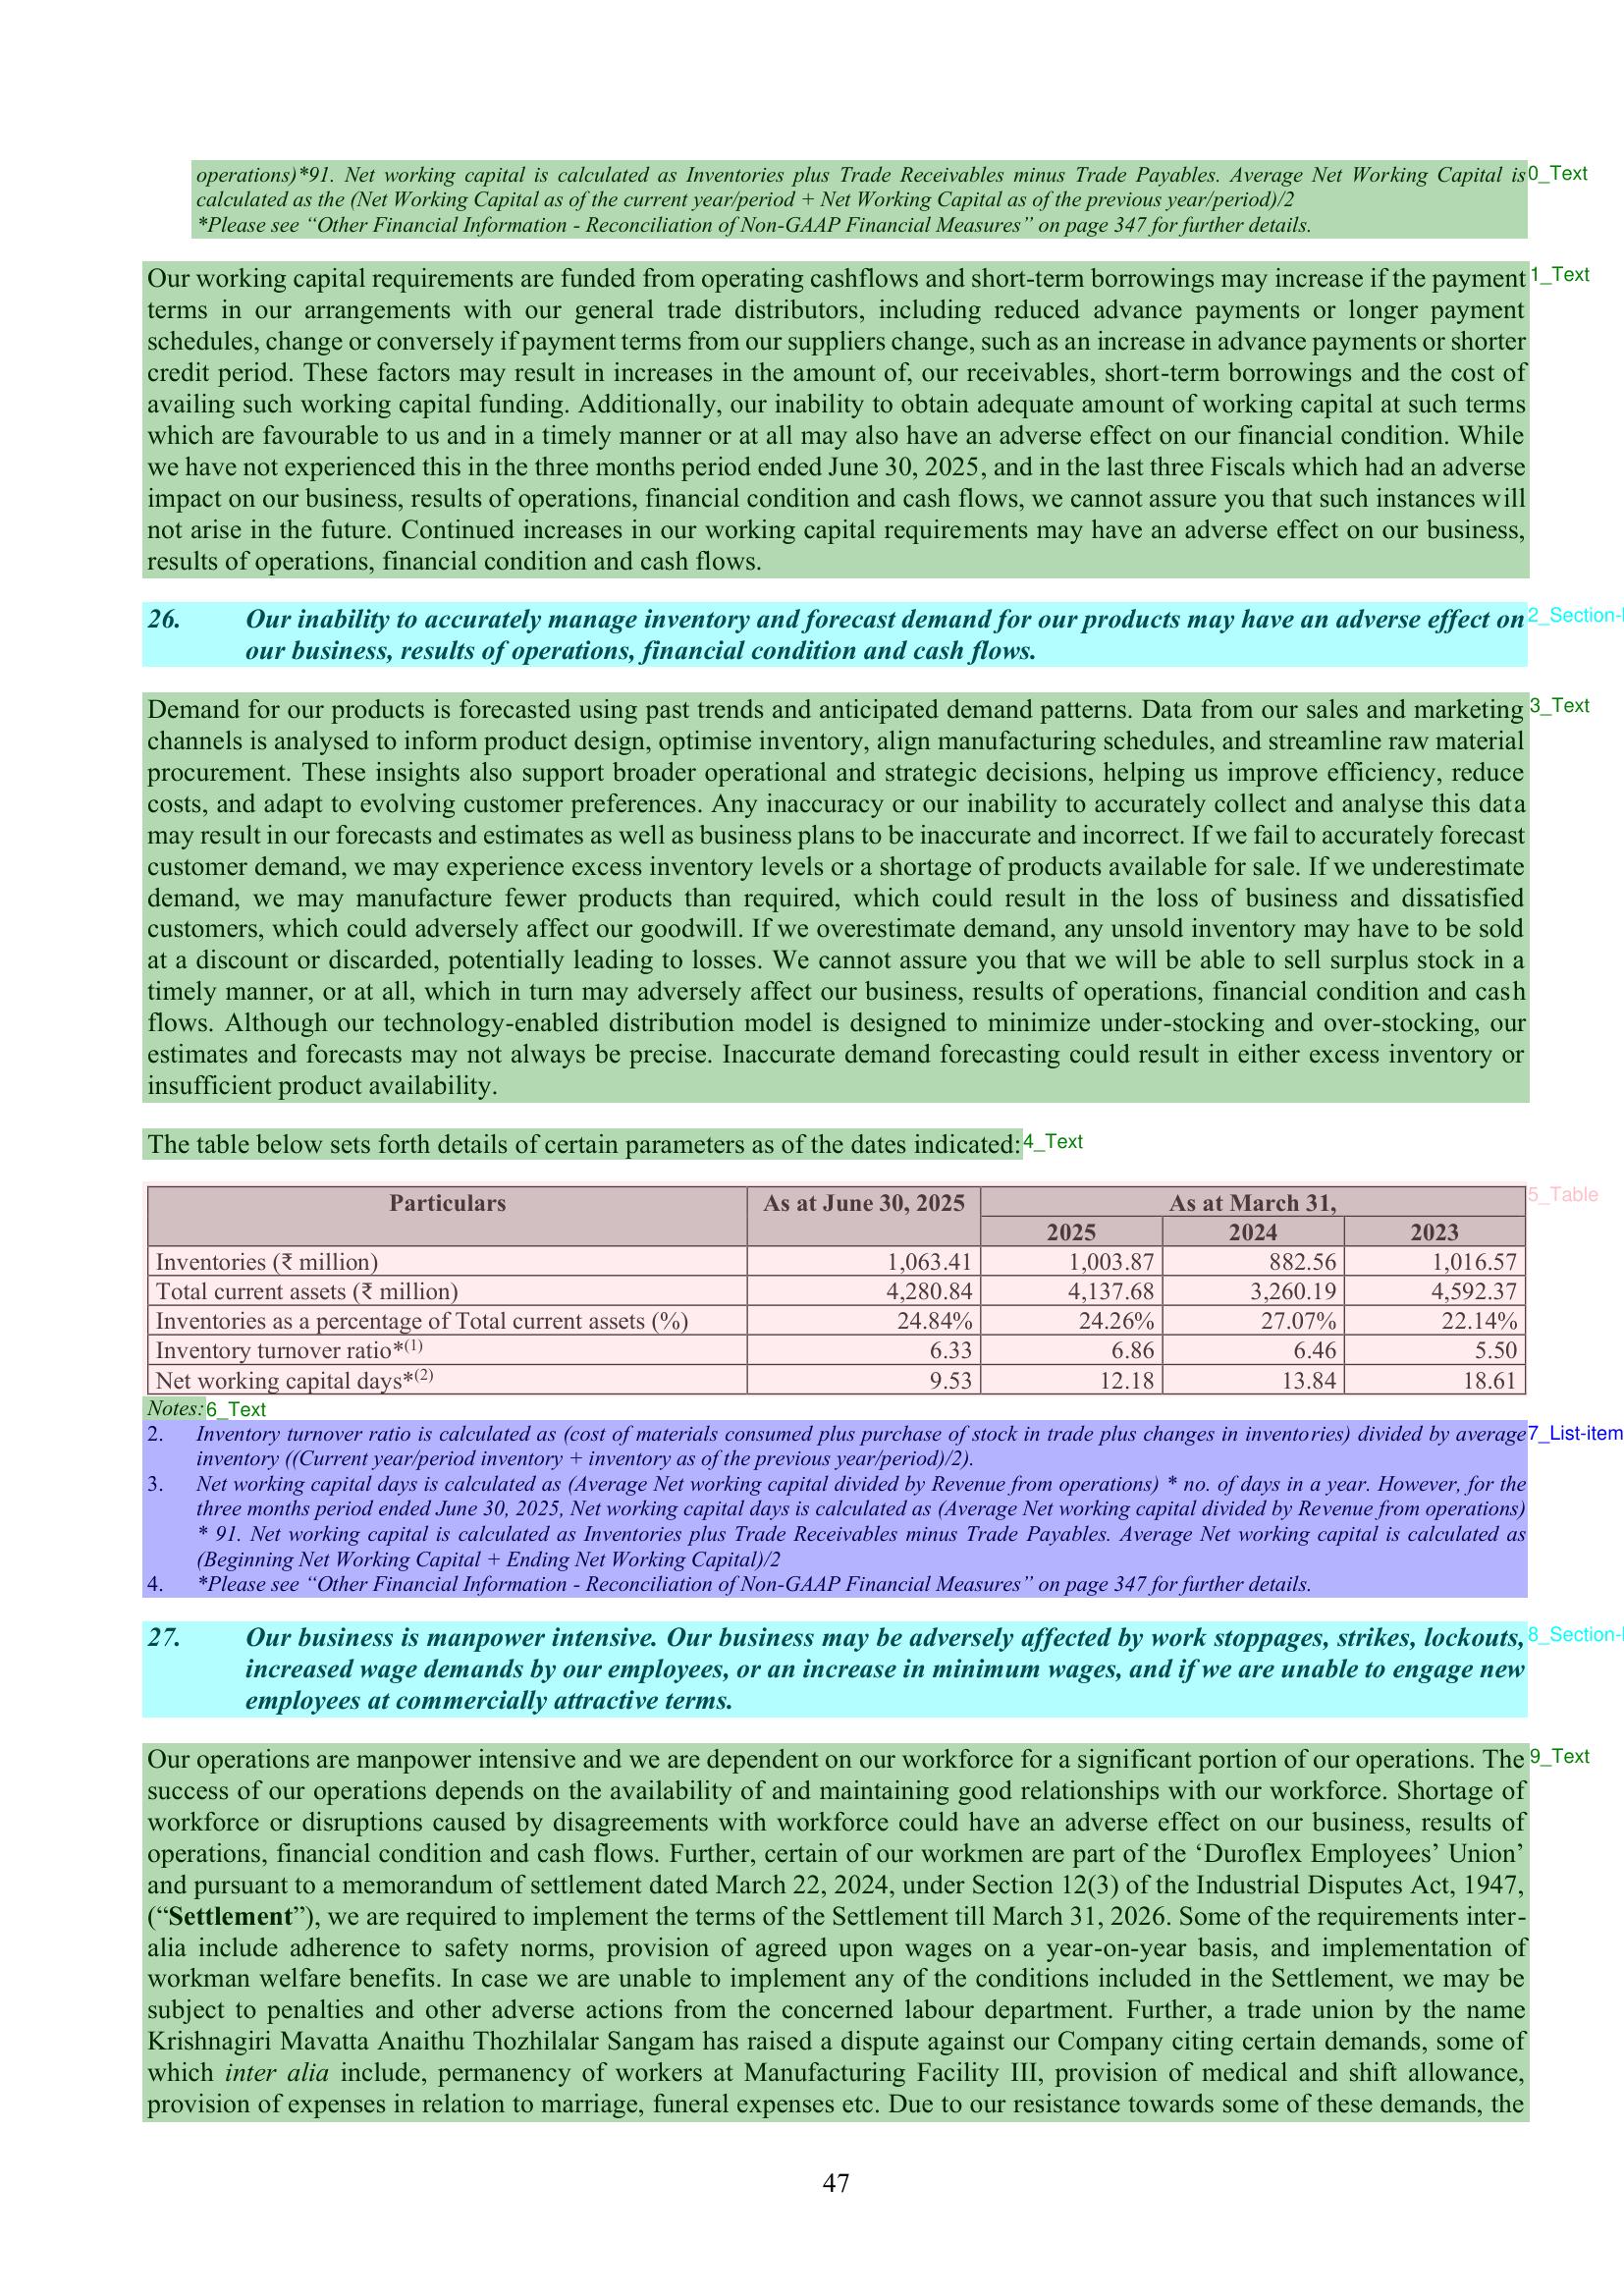 operations)*91. Net working capital is calculated as Inventories plus Trade Receivables minus Trade Payables. Average Net Working Capital is 0_Text
calculated as the (Net Working Capital as of the current year/period + Net Working Capital as of the previous year/period)/2
*Please see “Other Financial Information - Reconciliation of Non-GAAP Financial Measures” on page 347 for further details.
Our working capital requirements are funded from operating cashflows and short-term borrowings may increase if the payment 1_Text
terms in our arrangements with our general trade distributors, including reduced advance payments or longer payment
schedules, change or conversely if payment terms from our suppliers change, such as an increase in advance payments or shorter
credit period. These factors may result in increases in the amount of, our receivables, short-term borrowings and the cost of
availing such working capital funding. Additionally, our inability to obtain adequate amount of working capital at such terms
which are favourable to us and in a timely manner or at all may also have an adverse effect on our financial condition. While
we have not experienced this in the three months period ended June 30, 2025, and in the last three Fiscals which had an adverse
impact on our business, results of operations, financial condition and cash flows, we cannot assure you that such instances will
not arise in the future. Continued increases in our working capital requirements may have an adverse effect on our business,
results of operations, financial condition and cash flows.
26. Our inability to accurately manage inventory and forecast demand for our products may have an adverse effect on 2_Section-
our business, results of operations, financial condition and cash flows.
Demand for our products is forecasted using past trends and anticipated demand patterns. Data from our sales and marketing 3_Text
channels is analysed to inform product design, optimise inventory, align manufacturing schedules, and streamline raw material
procurement. These insights also support broader operational and strategic decisions, helping us improve efficiency, reduce
costs, and adapt to evolving customer preferences. Any inaccuracy or our inability to accurately collect and analyse this data
may result in our forecasts and estimates as well as business plans to be inaccurate and incorrect. If we fail to accurately forecast
customer demand, we may experience excess inventory levels or a shortage of products available for sale. If we underestimate
demand, we may manufacture fewer products than required, which could result in the loss of business and dissatisfied
customers, which could adversely affect our goodwill. If we overestimate demand, any unsold inventory may have to be sold
at a discount or discarded, potentially leading to losses. We cannot assure you that we will be able to sell surplus stock in a
timely manner, or at all, which in turn may adversely affect our business, results of operations, financial condition and cash
flows. Although our technology-enabled distribution model is designed to minimize under-stocking and over-stocking, our
estimates and forecasts may not always be precise. Inaccurate demand forecasting could result in either excess inventory or
insufficient product availability.
The table below sets forth details of certain parameters as of the dates indicated: 4_Text
Particulars As at June 30, 2025 As at March 31, 5_Table
2025 2024 2023
Inventories (₹ million) 1,063.41 1,003.87 882.56 1,016.57
Total current assets (₹ million) 4,280.84 4,137.68 3,260.19 4,592.37
Inventories as a percentage of Total current assets (%) 24.84% 24.26% 27.07% 22.14%
Inventory turnover ratio*(1) 6.33 6.86 6.46 5.50
Net working capital days*(2) 9.53 12.18 13.84 18.61
Notes: 6_Text
2. Inventory turnover ratio is calculated as (cost of materials consumed plus purchase of stock in trade plus changes in inventories) divided by average 7_List-item
inventory ((Current year/period inventory + inventory as of the previous year/period)/2).
3. Net working capital days is calculated as (Average Net working capital divided by Revenue from operations) * no. of days in a year. However, for the
three months period ended June 30, 2025, Net working capital days is calculated as (Average Net working capital divided by Revenue from operations)
* 91. Net working capital is calculated as Inventories plus Trade Receivables minus Trade Payables. Average Net working capital is calculated as
(Beginning Net Working Capital + Ending Net Working Capital)/2
4. *Please see “Other Financial Information - Reconciliation of Non-GAAP Financial Measures” on page 347 for further details.
27. Our business is manpower intensive. Our business may be adversely affected by work stoppages, strikes, lockouts, 8_Section-
increased wage demands by our employees, or an increase in minimum wages, and if we are unable to engage new
employees at commercially attractive terms.
Our operations are manpower intensive and we are dependent on our workforce for a significant portion of our operations. The 9_Text
success of our operations depends on the availability of and maintaining good relationships with our workforce. Shortage of
workforce or disruptions caused by disagreements with workforce could have an adverse effect on our business, results of
operations, financial condition and cash flows. Further, certain of our workmen are part of the ‘Duroflex Employees’ Union’
and pursuant to a memorandum of settlement dated March 22, 2024, under Section 12(3) of the Industrial Disputes Act, 1947,
(“Settlement”), we are required to implement the terms of the Settlement till March 31, 2026. Some of the requirements inter-
alia include adherence to safety norms, provision of agreed upon wages on a year-on-year basis, and implementation of
workman welfare benefits. In case we are unable to implement any of the conditions included in the Settlement, we may be
subject to penalties and other adverse actions from the concerned labour department. Further, a trade union by the name
Krishnagiri Mavatta Anaithu Thozhilalar Sangam has raised a dispute against our Company citing certain demands, some of
which inter alia include, permanency of workers at Manufacturing Facility III, provision of medical and shift allowance,
provision of expenses in relation to marriage, funeral expenses etc. Due to our resistance towards some of these demands, the
47